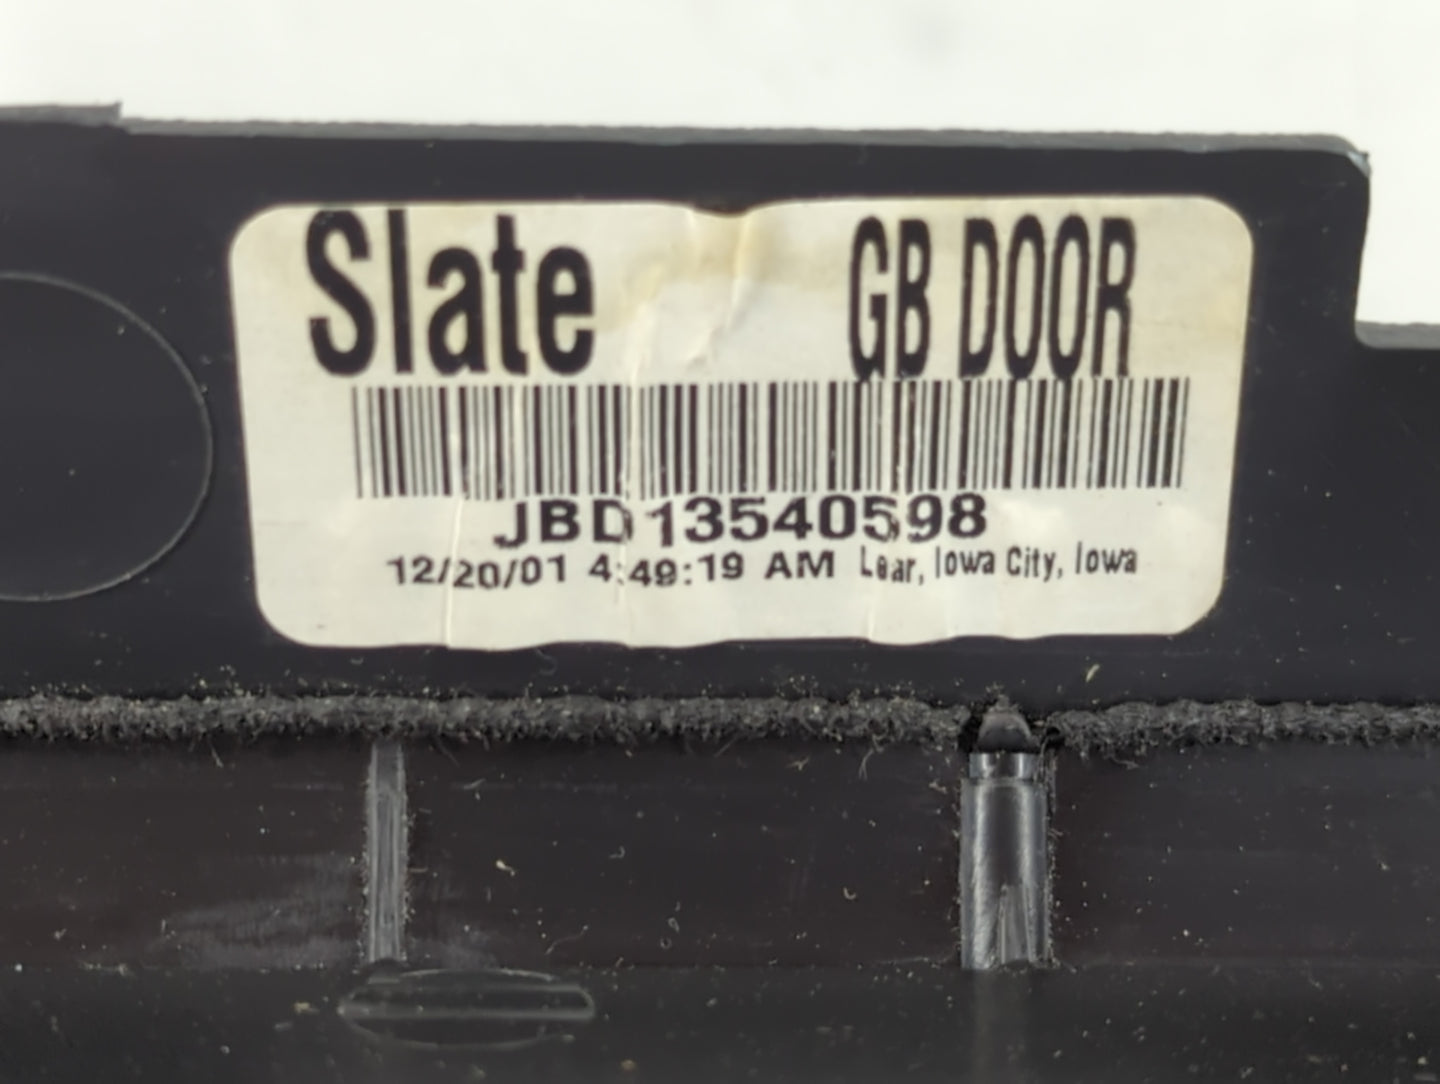 Slate GB DOOR
JBD13540598
12/20/01 4:49:19 AM Lear, Iowa City, Iowa